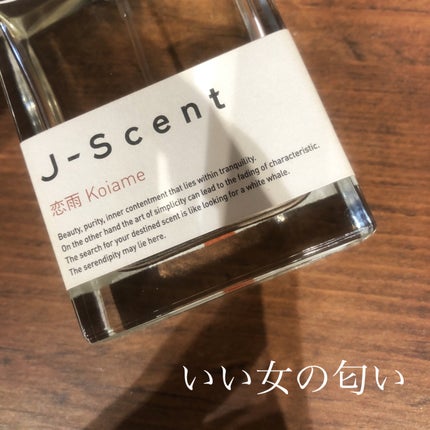 J-Scent
恋雨 Koiame
Beauty, purity, inner contentment that lies within tranquility.
On the other hand the art of simplicity can lead to the fading of characteristic.
The search for your destined scent is like looking for a white whale.
The serendipity may lie here.
いい女の匂い